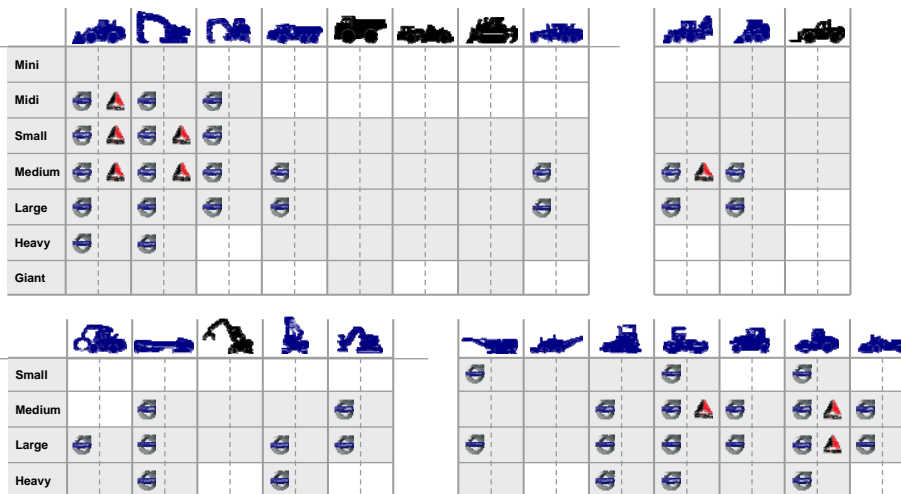 Mini
Midi
Small
Medium
Large
Heavy
Giant
Small
Medium
Large
Heavy